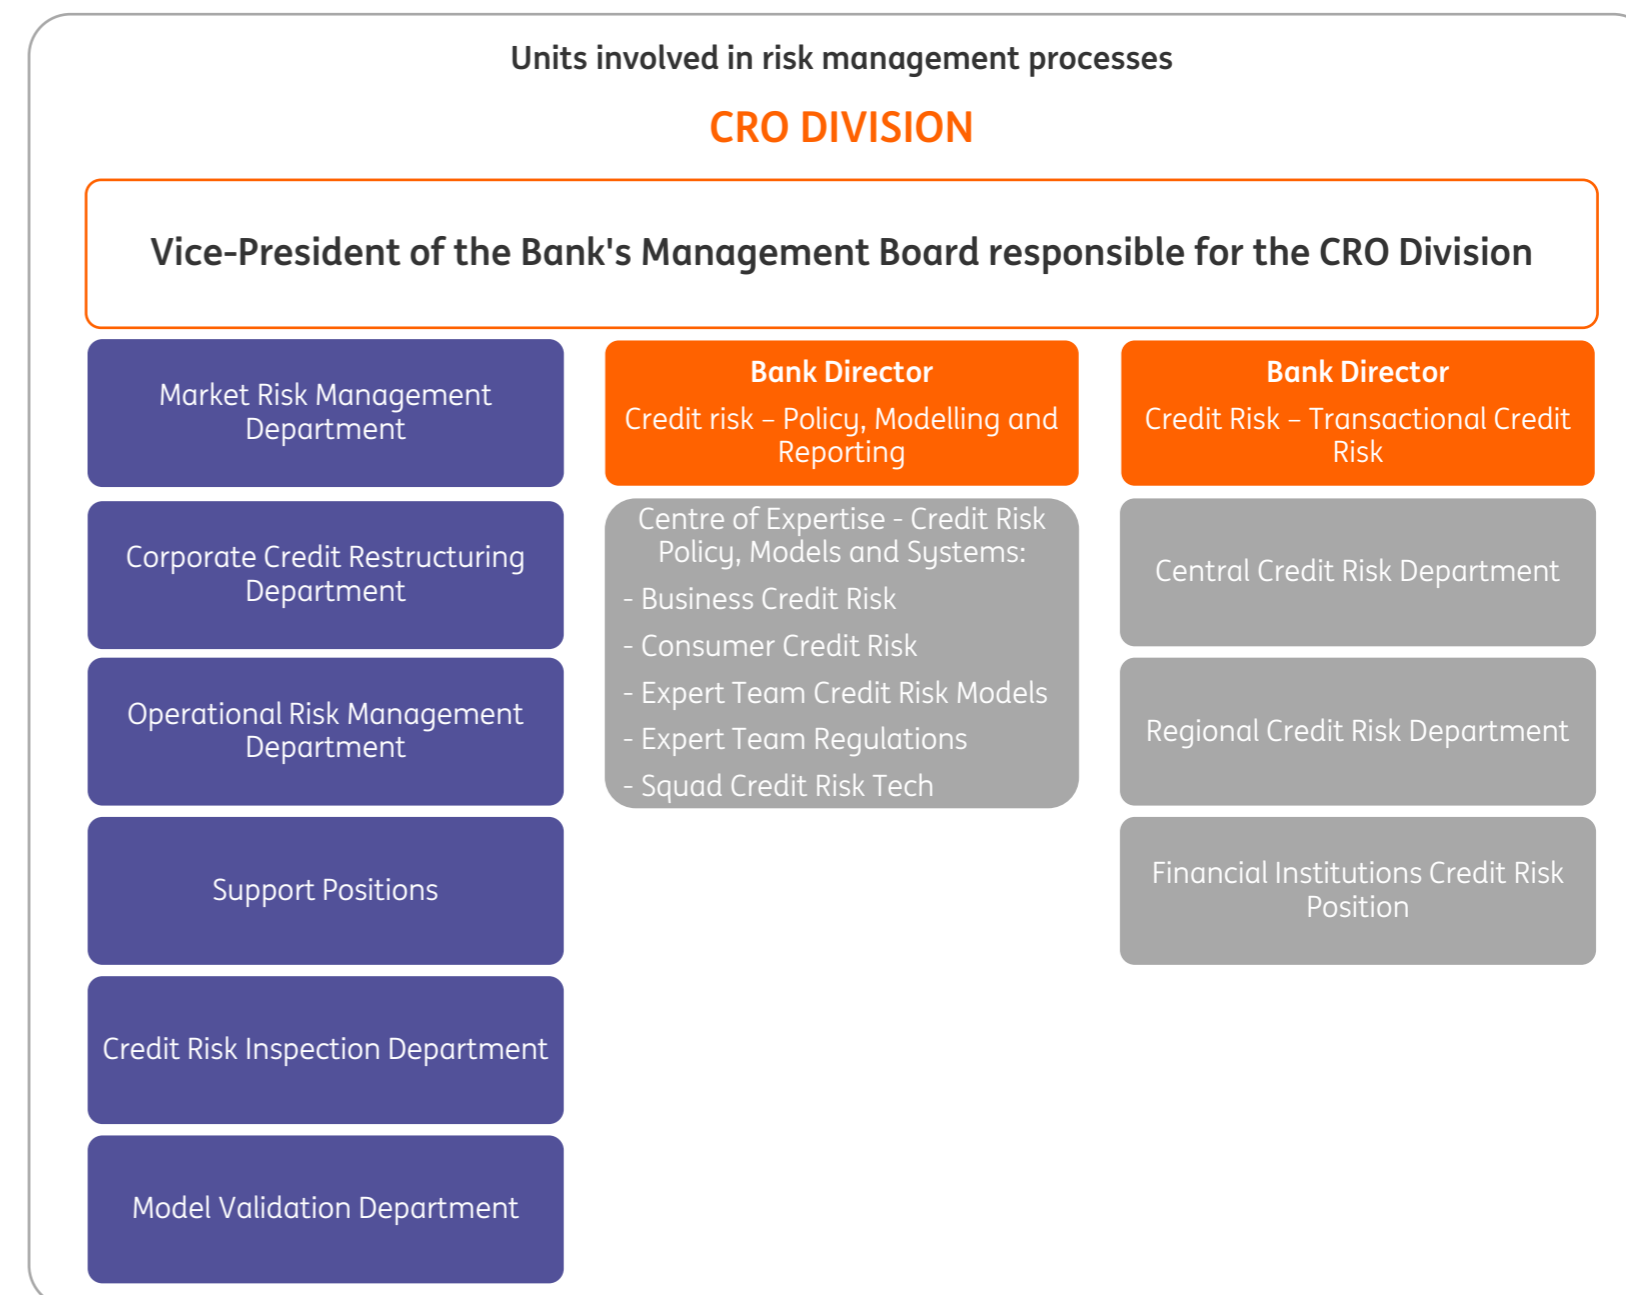 Units involved in risk management processes
CRO DIVISION
Vice-President of the Bank's Management Board responsible for the CRO Division
Market Risk Management
Department
Corporate Credit Restructuring
Department
Operational Risk Management
Department
Support Positions
Credit Risk Inspection Department
Model Validation Department
Bank Director
Credit risk – Policy, Modelling and
Reporting
Centre of Expertise - Credit Risk
Policy, Models and Systems:
- Business Credit Risk
- Consumer Credit Risk
- Expert Team Credit Risk Models
- Expert Team Regulations
- Squad Credit Risk Tech
Bank Director
Credit Risk – Transactional Credit
Risk
Central Credit Risk Department
Regional Credit Risk Department
Financial Institutions Credit Risk
Position